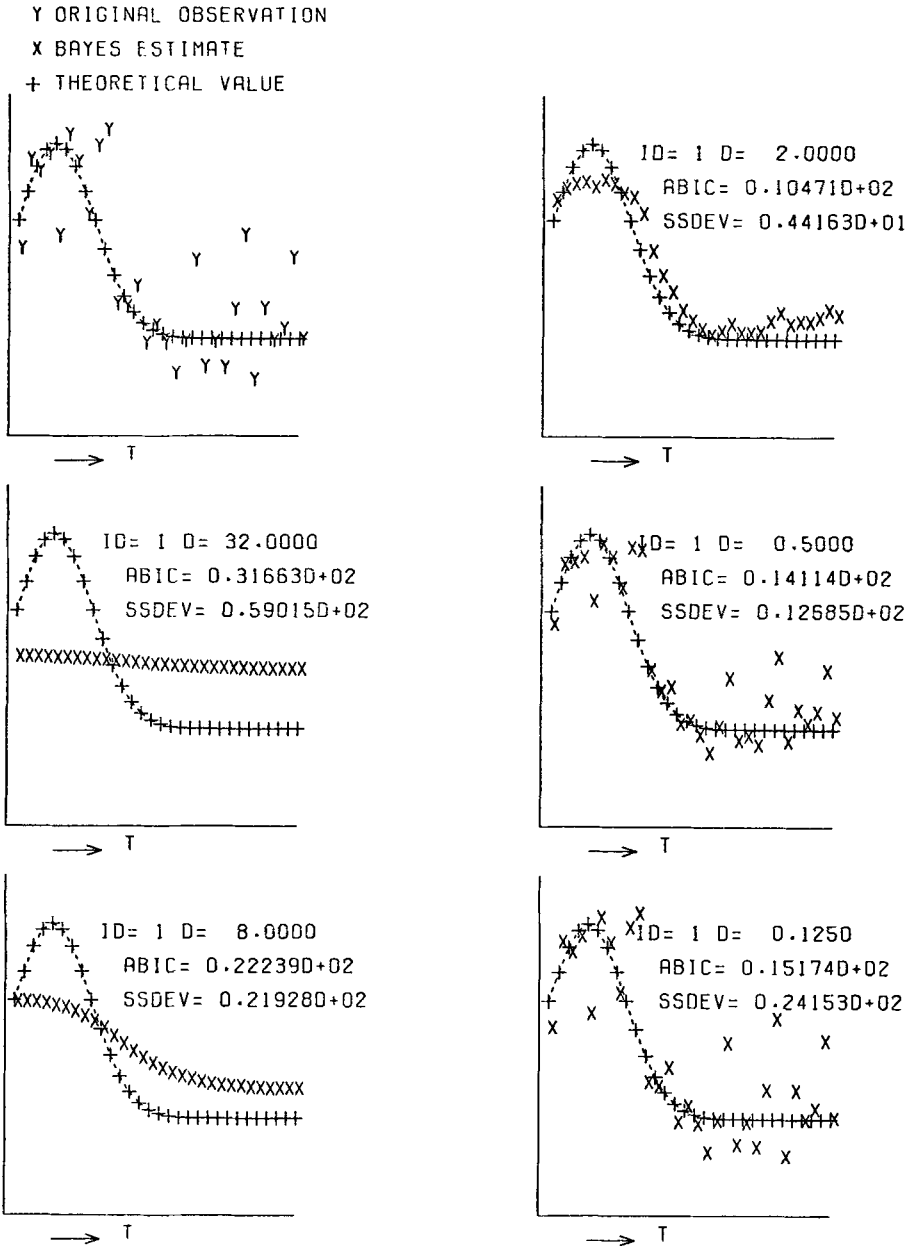 Y ORIGINAL OBSERVATION
X BAYES ESTIMATE
+ THEORETICAL VALUE
T
ID= 1 D= 2.0000
ABIC= 0.10471D+02
SSDEV= 0.44163D+01
T
ID= 1 D= 32.0000
ABIC= 0.31663D+02
SSDEV= 0.59015D+02
T
ID= 1 D= 0.5000
ABIC= 0.14114D+02
SSDEV= 0.12685D+02
T
ID= 1 D= 8.0000
ABIC= 0.22239D+02
SSDEV= 0.21928D+02
T
ID= 1 D= 0.1250
ABIC= 0.15174D+02
SSDEV= 0.24153D+02
T